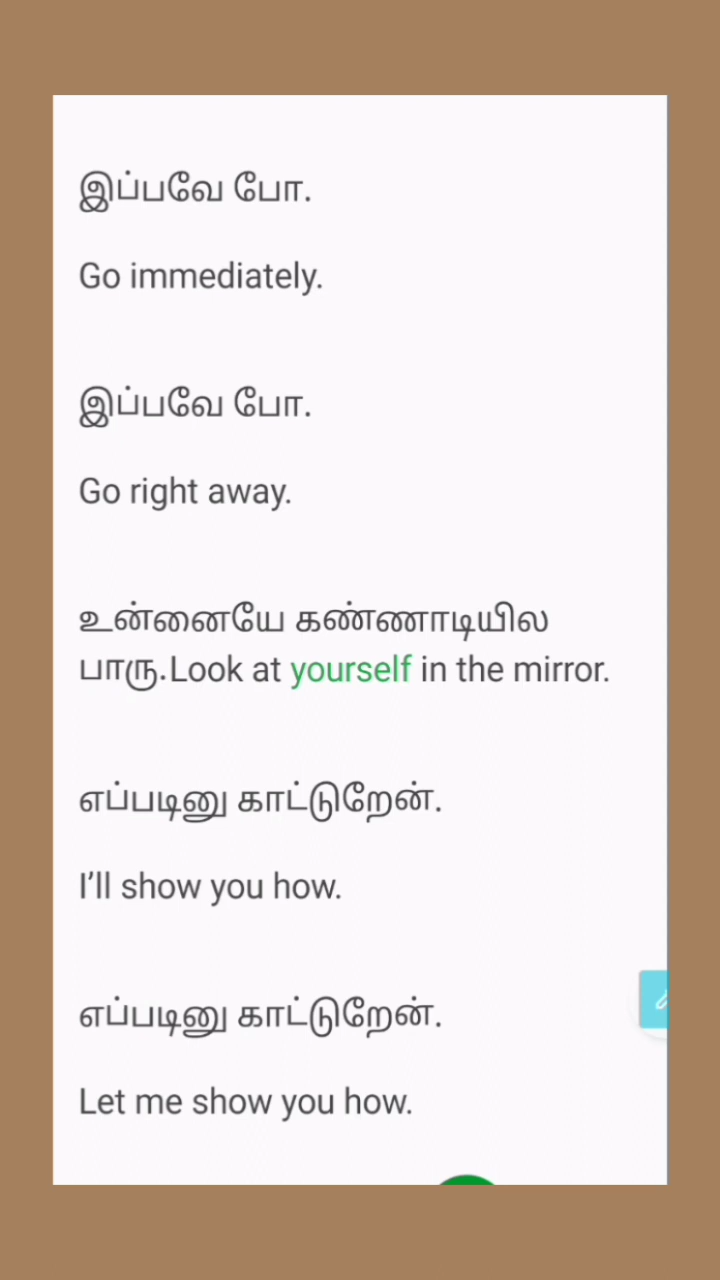 இப்பவே போ.
Go immediately.
இப்பவே போ.
Go right away.
உன்னையே கண்ணாடியில
பாரு.Look at yourself in the mirror.
எப்படினு காட்டுறேன்.
I’ll show you how.
எப்படினு காட்டுறேன்.
Let me show you how.